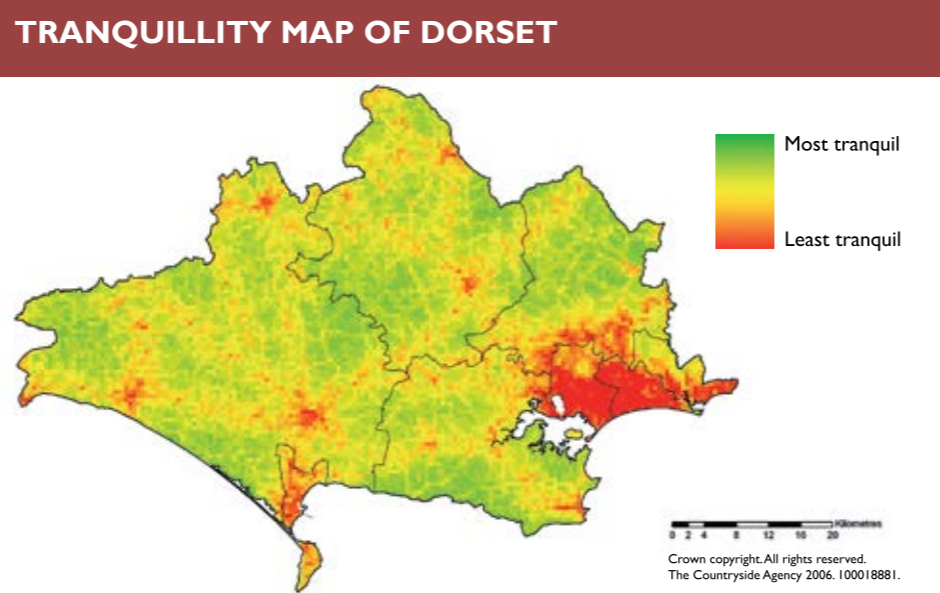 TRANQUILLITY MAP OF DORSET
Most tranquil
Least tranquil
Kilometres
0 2 4 8 12 16 20
Crown copyright. All rights reserved.
The Countryside Agency 2006. 100018881.